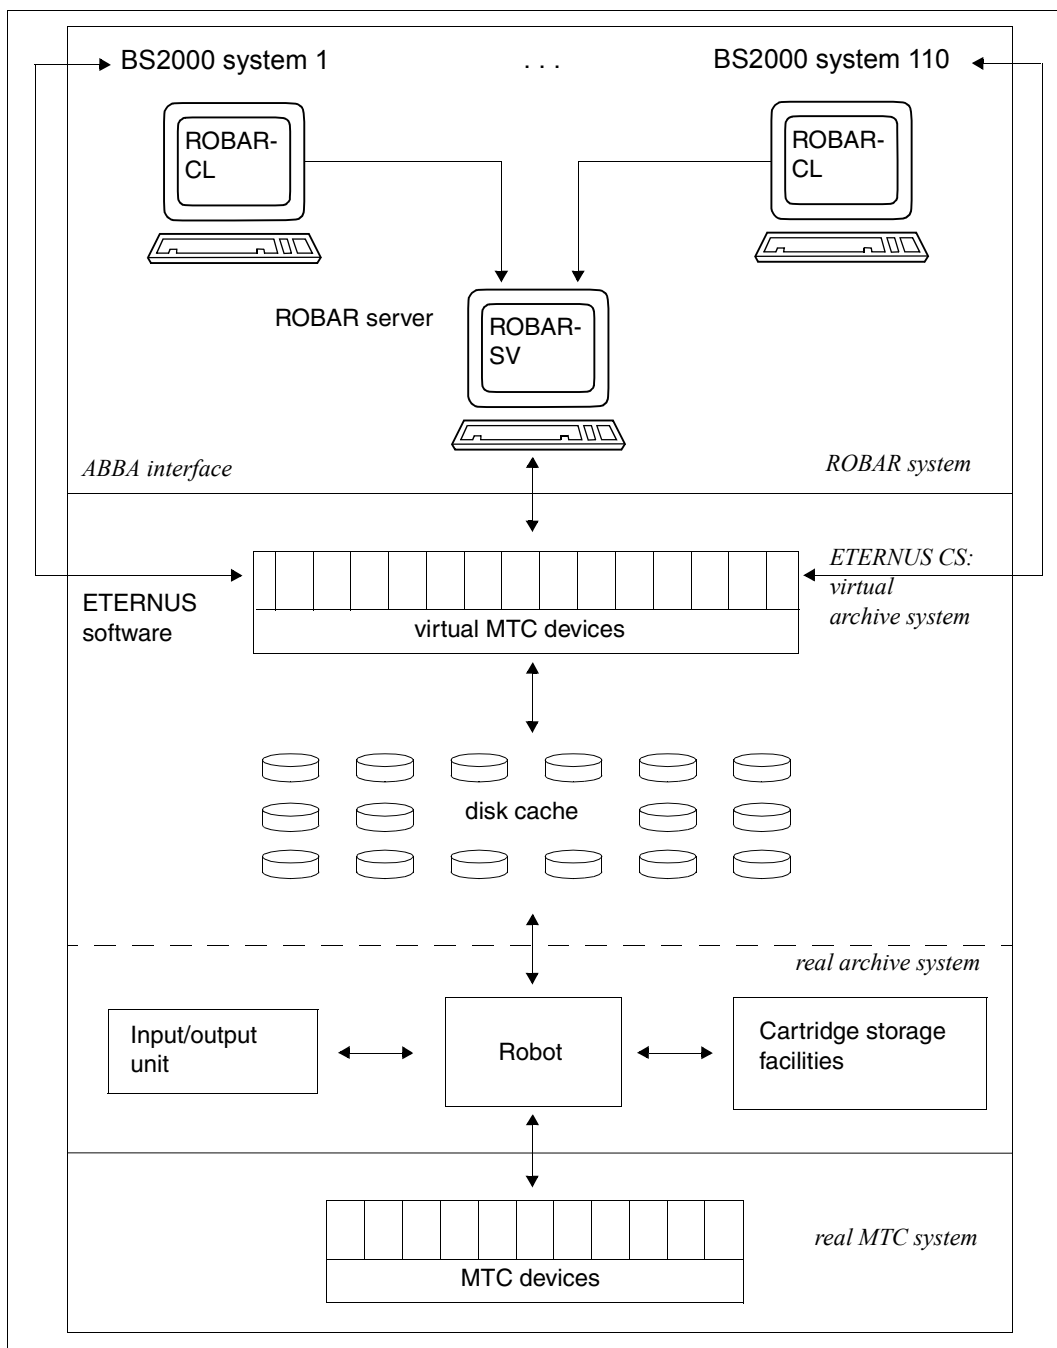 BS2000 system 1
. . .
BS2000 system 110
ROBAR-
CL
ROBAR-
CL
ROBAR server
ROBAR-
SV
ABBA interface
ROBAR system
ETERNUS CS:
virtual
archive system
ETERNUS
software
virtual MTC devices
disk cache
real archive system
Input/output
unit
Robot
Cartridge storage
facilities
real MTC system
MTC devices